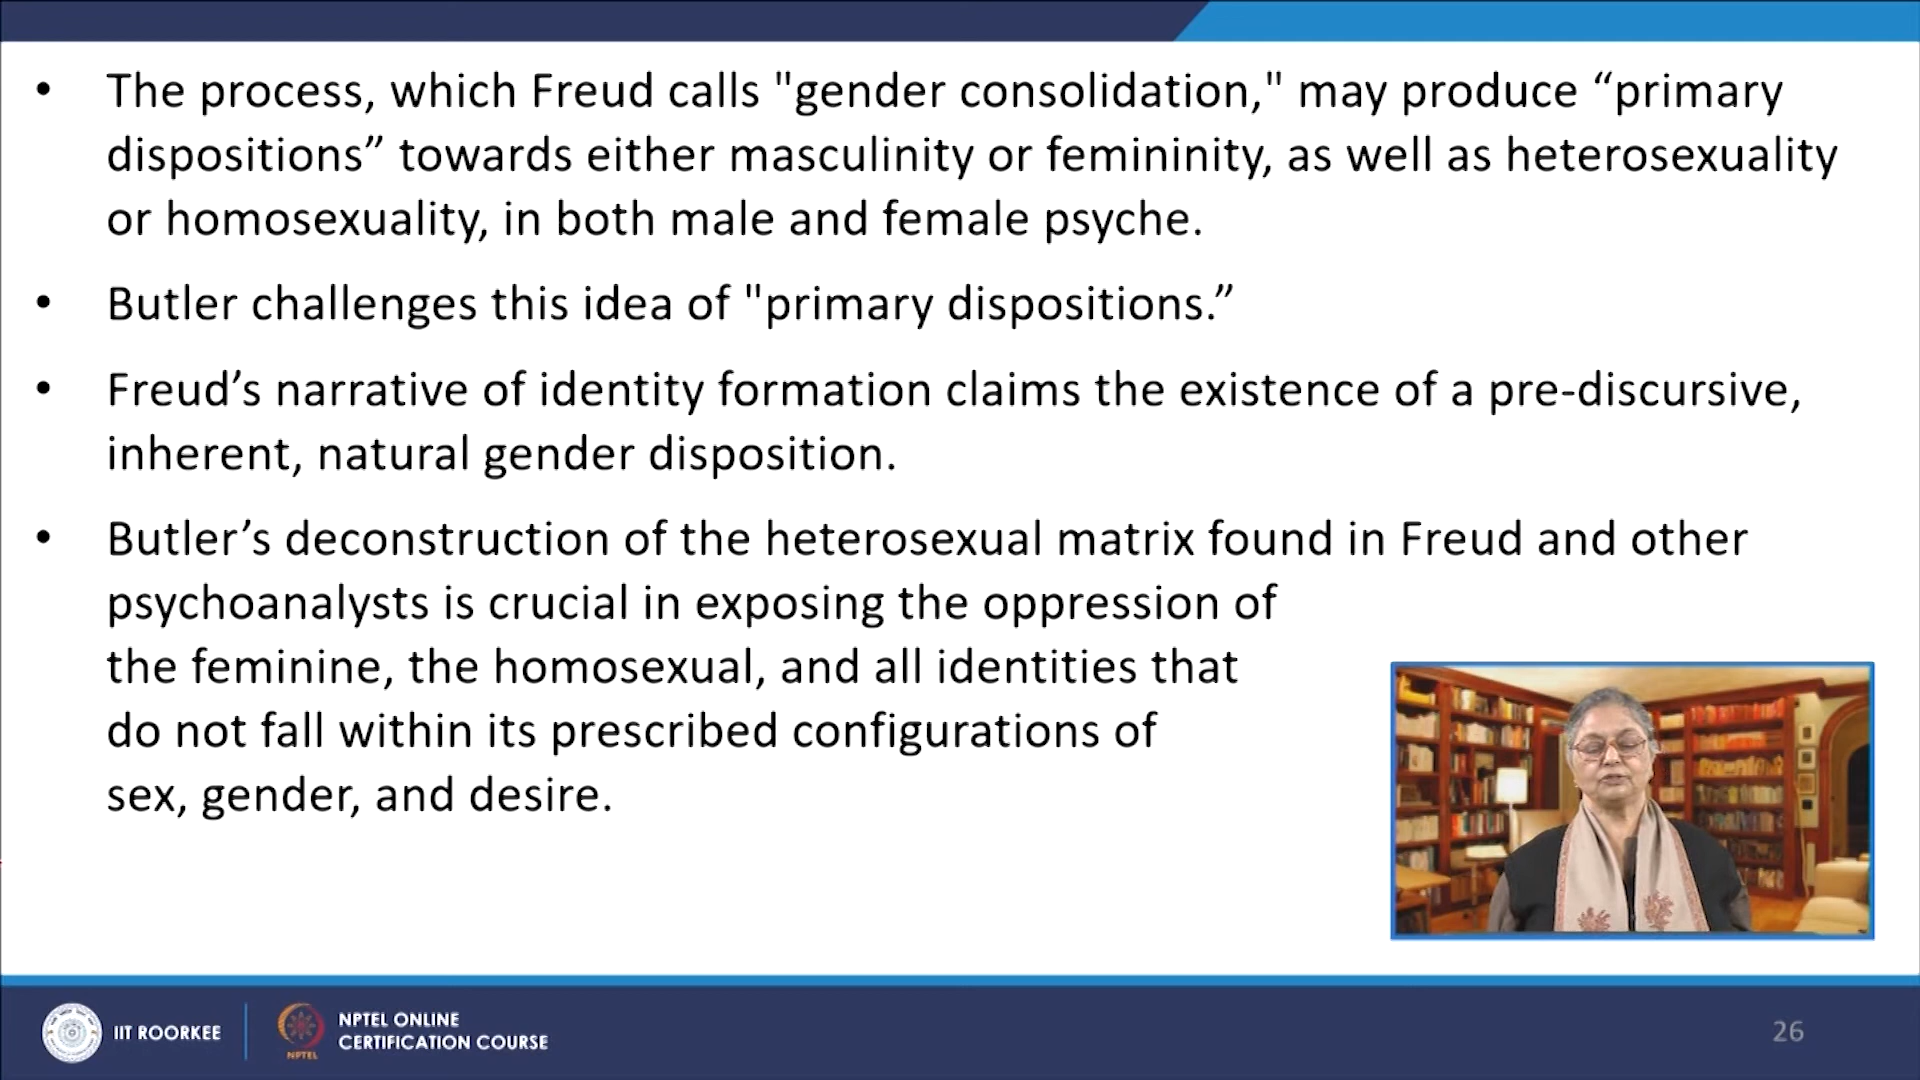 • The process, which Freud calls "gender consolidation," may produce “primary
dispositions” towards either masculinity or femininity, as well as heterosexuality
or homosexuality, in both male and female psyche.
• Butler challenges this idea of "primary dispositions.”
• Freud’s narrative of identity formation claims the existence of a pre-discursive,
inherent, natural gender disposition.
• Butler’s deconstruction of the heterosexual matrix found in Freud and other
psychoanalysts is crucial in exposing the oppression of
the feminine, the homosexual, and all identities that
do not fall within its prescribed configurations of
sex, gender, and desire.
IIT ROORKEE
NPTEL
NPTEL ONLINE
CERTIFICATION COURSE
26